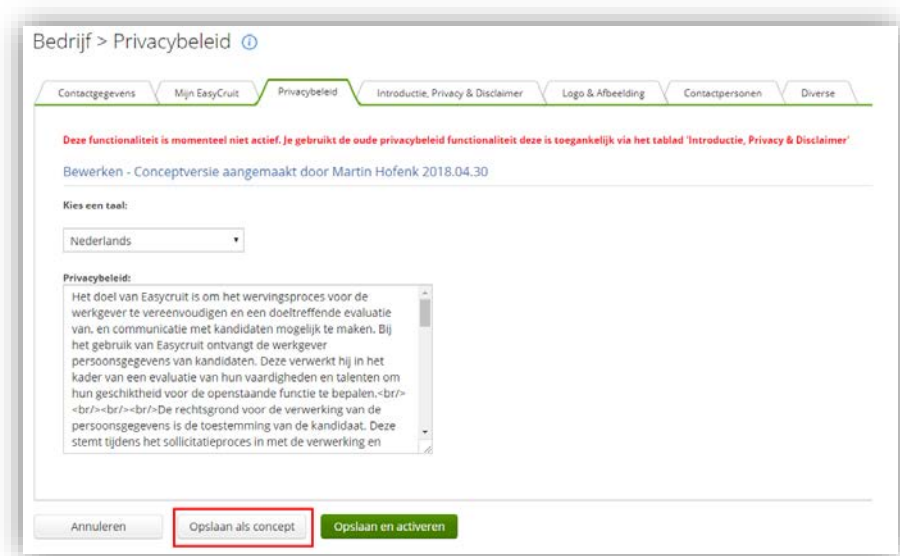 Bedrijf > Privacybeleid
Contactgegevens Mijn EasyCruit Privacybeleid Introductie, Privacy & Disclaimer Logo & Afbeelding Contactpersonen Diverse
Deze functionaliteit is momenteel niet actief. Je gebruikt de oude privacybeleid functionaliteit deze is toegankelijk via het tablad 'Introductie, Privacy & Disclaimer'
Bewerken - Conceptversie aangemaakt door Martin Hofenk 2018.04.30
Kies een taal:
Nederlands
Privacybeleid:
Het doel van Easycruit is om het wervingsproces voor de
werkgever te vereenvoudigen en een doeltreffende evaluatie
van, en communicatie met kandidaten mogelijk te maken. Bij
het gebruik van Easycruit ontvangt de werkgever
persoonsgegevens van kandidaten. Deze verwerkt hij in het
kader van een evaluatie van hun vaardigheden en talenten om
hun geschiktheid voor de openstaande functie te bepalen.<br/>
<br/><br/><br/>De rechtsgrond voor de verwerking van de
persoonsgegevens is de toestemming van de kandidaat. Deze
stemt tijdens het sollicitatieproces in met de verwerking en
Annuleren Opslaan als concept Opslaan en activeren